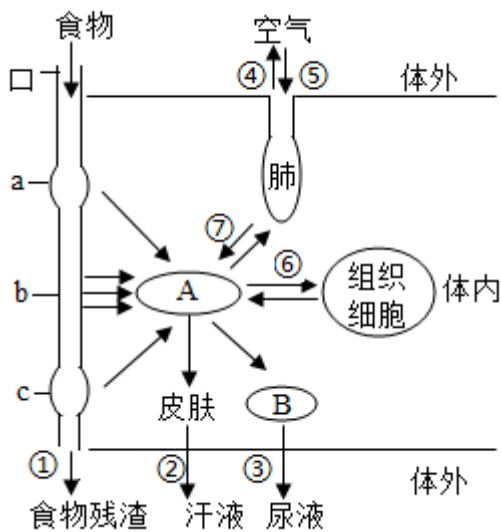 食物 空气
④ ⑤
口 体外
肺
a
⑦
⑥
b A 组织细胞 体内
c
皮肤 B
① ② ③ 体外
食物残渣 汗液 尿液